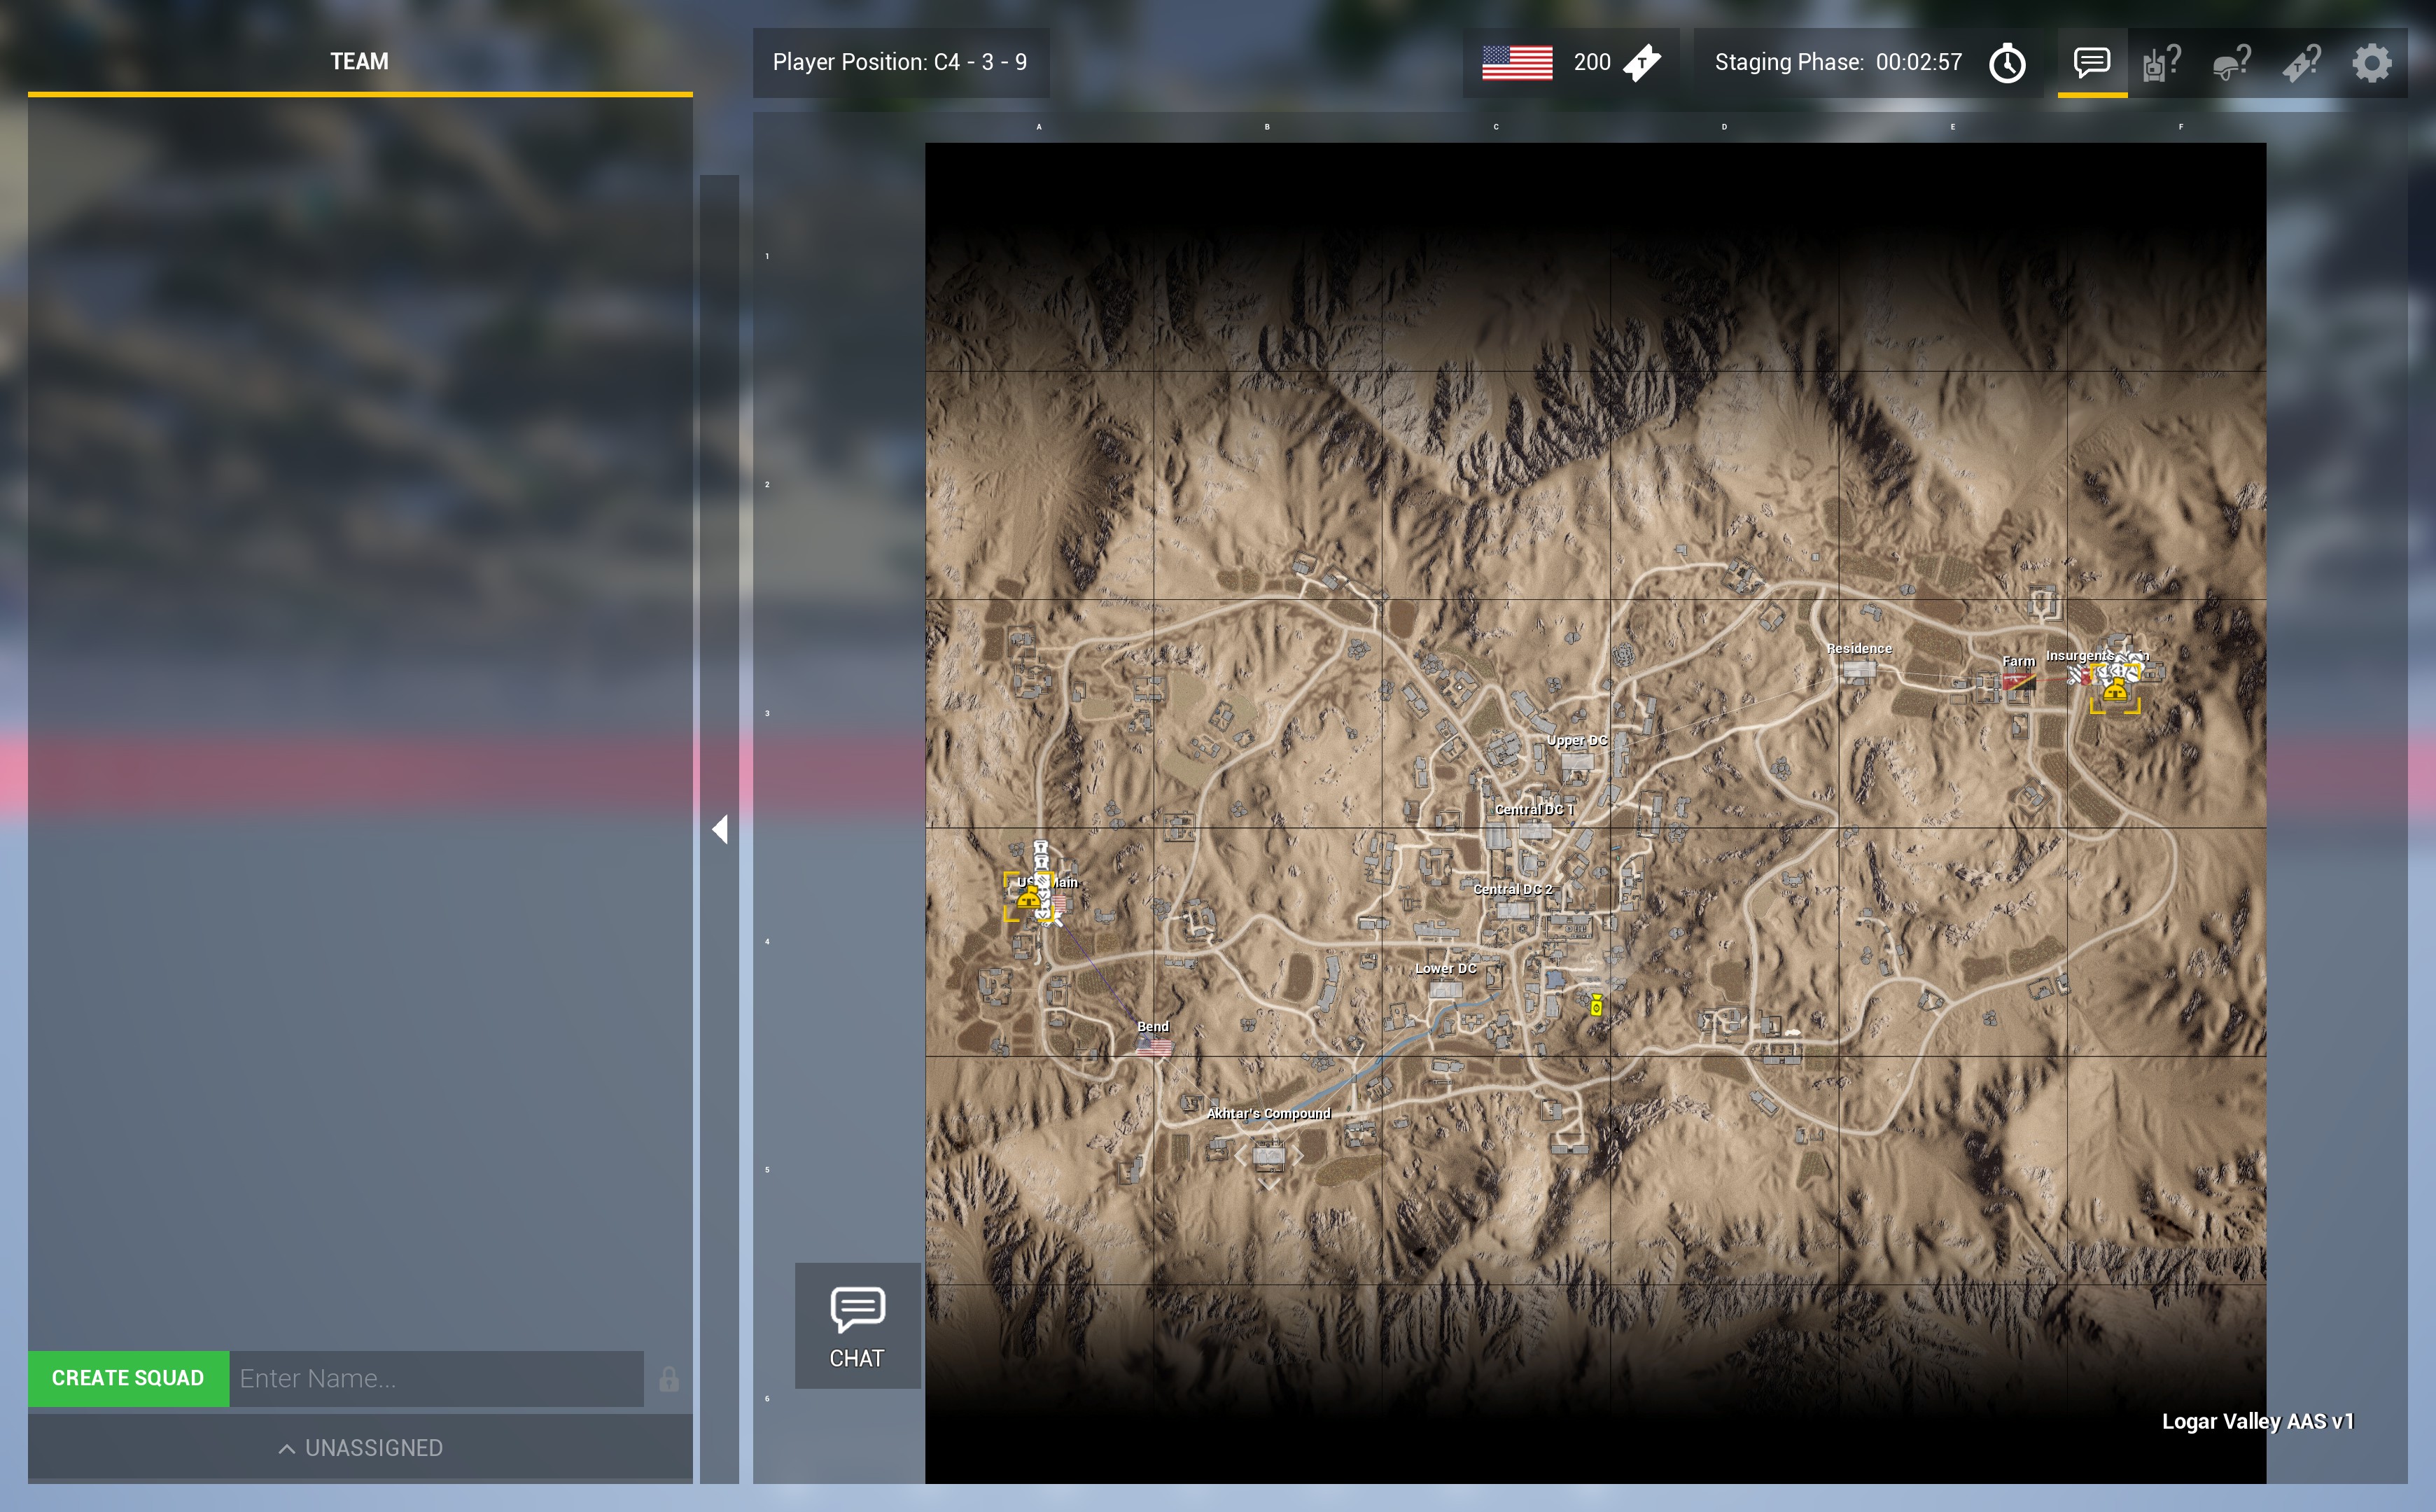 TEAM
Player Position: C4 - 3 - 9
200
T
Staging Phase: 00:02:57
A B C D E F
1
2
3
4
5
6
Residence
Farm
Insurgents
Upper DC
Central DC 1
Main
Central DC 2
Lower DC
Bend
Akhtar's Compound
CHAT
CREATE SQUAD
Enter Name...
UNASSIGNED
Logar Valley AAS v1